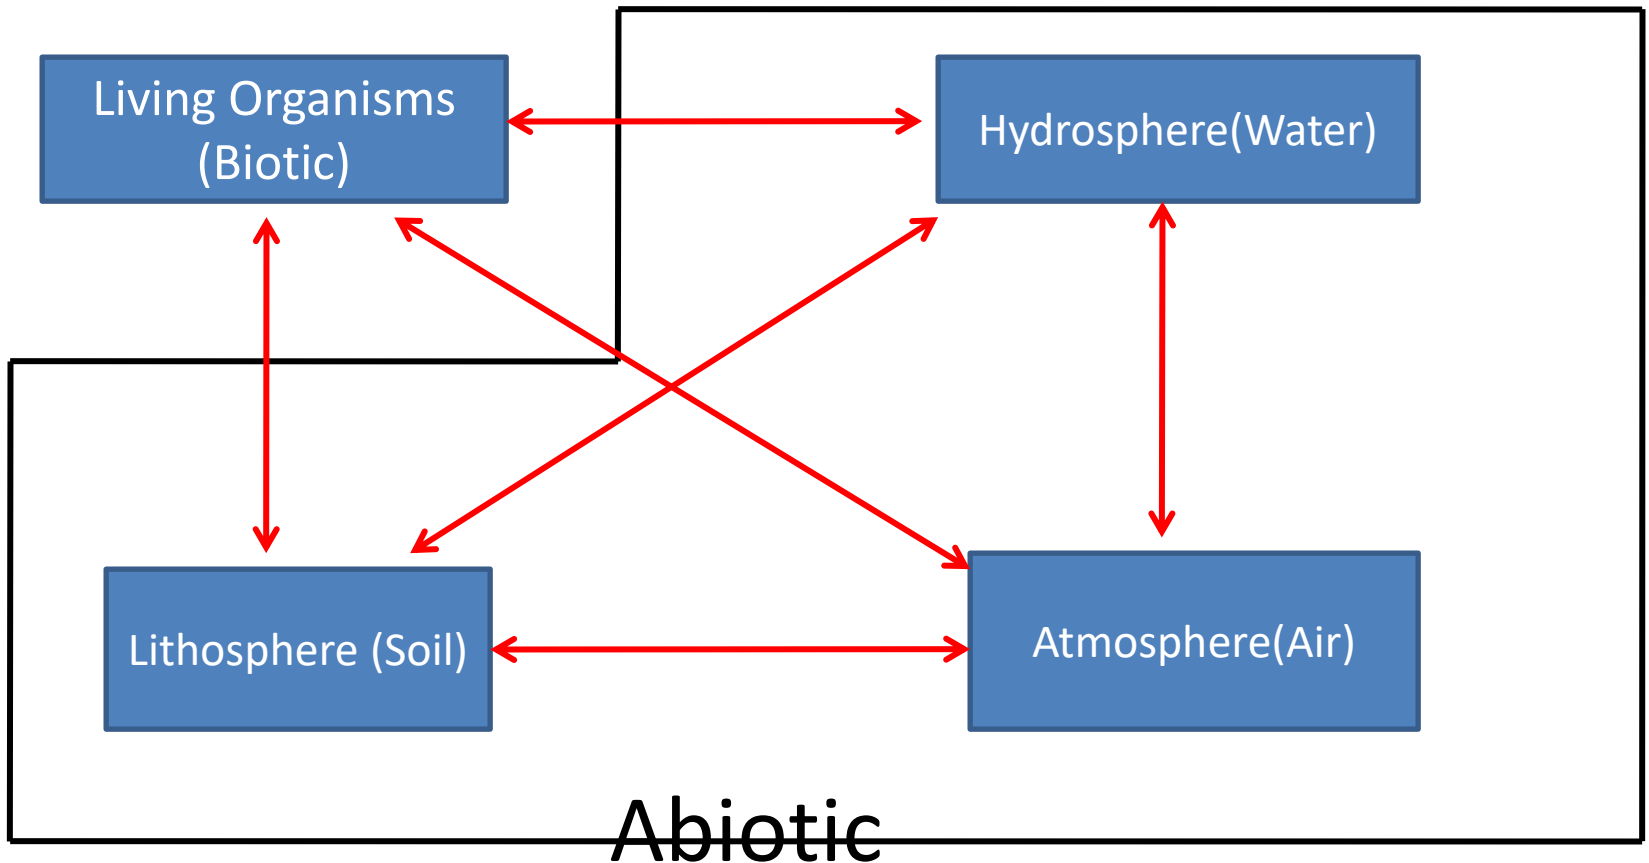 Living Organisms
(Biotic)
Hydrosphere(Water)
Lithosphere (Soil)
Atmosphere(Air)
Abiotic